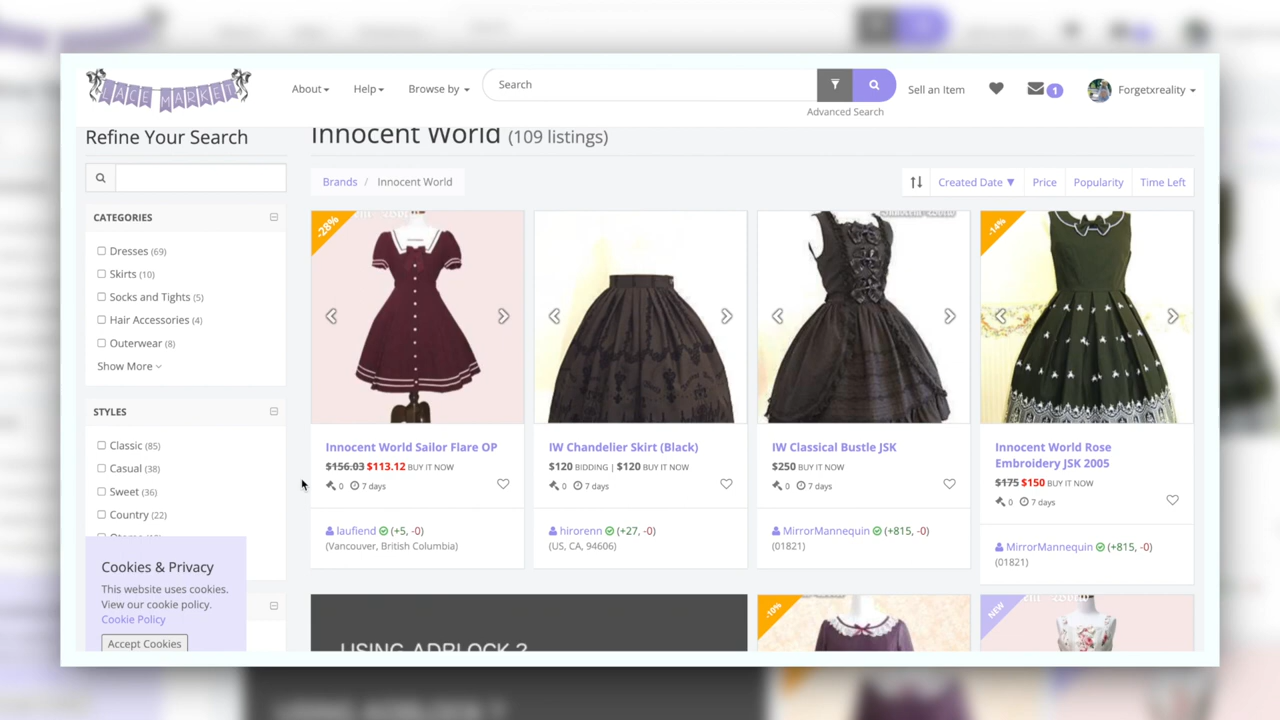 LACE MARKET
About
Help
Browse by
Search
Advanced Search
Sell an Item
1
Forgetxreality
Refine Your Search
Innocent World (109 listings)
Brands / Innocent World
Created Date ▼
Price
Popularity
Time Left
CATEGORIES
Dresses (69)
Skirts (10)
Socks and Tights (5)
Hair Accessories (4)
Outerwear (8)
Show More
STYLES
Classic (85)
Casual (38)
Sweet (36)
Country (22)
Cookies & Privacy
This website uses cookies.
View our cookie policy.
Cookie Policy
Accept Cookies
-28%
Innocent World Sailor Flare OP
$156.03 $113.12 BUY IT NOW
0 7 days
laufiend (+5, -0)
(Vancouver, British Columbia)
IW Chandelier Skirt (Black)
$120 BIDDING | $120 BUY IT NOW
0 7 days
hirorenn (+27, -0)
(US, CA, 94606)
IW Classical Bustle JSK
$250 BUY IT NOW
0 7 days
MirrorMannequin (+815, -0)
(01821)
-14%
Innocent World Rose
Embroidery JSK 2005
$175 $150 BUY IT NOW
0 7 days
MirrorMannequin (+815, -0)
(01821)
USING ADBLOCK ?
-10%
NEW